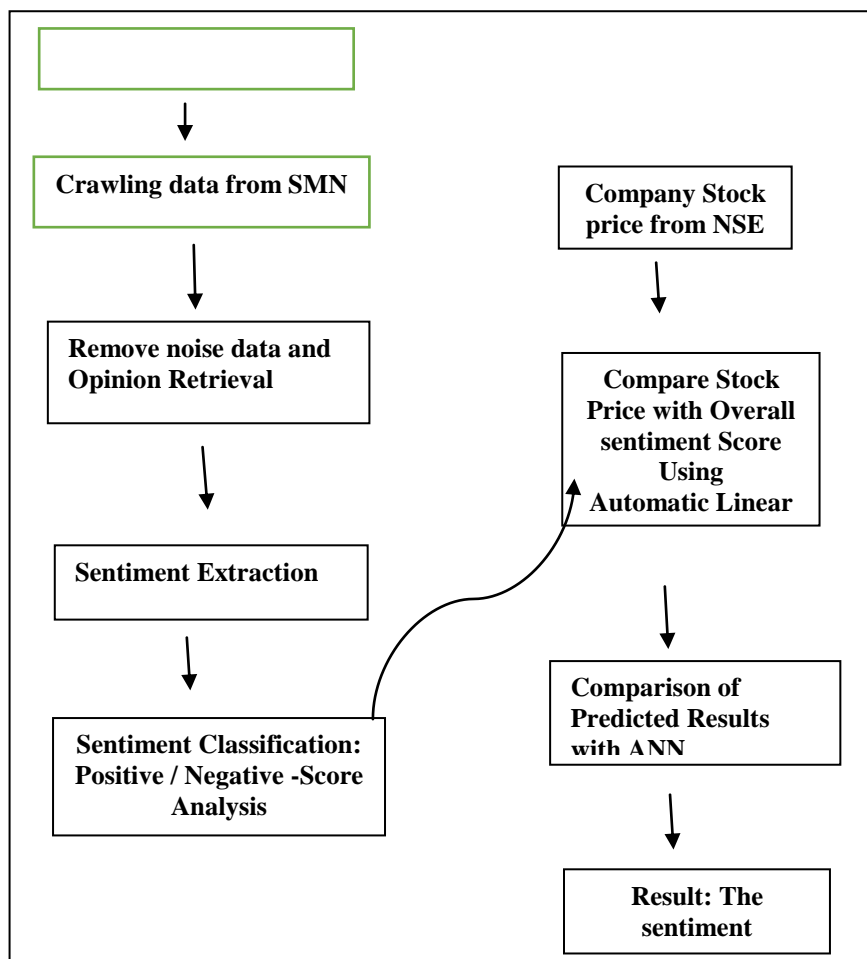 Crawling data from SMN
Remove noise data and
Opinion Retrieval
Sentiment Extraction
Sentiment Classification:
Positive / Negative -Score
Analysis
Company Stock
price from NSE
Compare Stock
Price with Overall
sentiment Score
Using
Automatic Linear
Comparison of
Predicted Results
with ANN
Result: The
sentiment